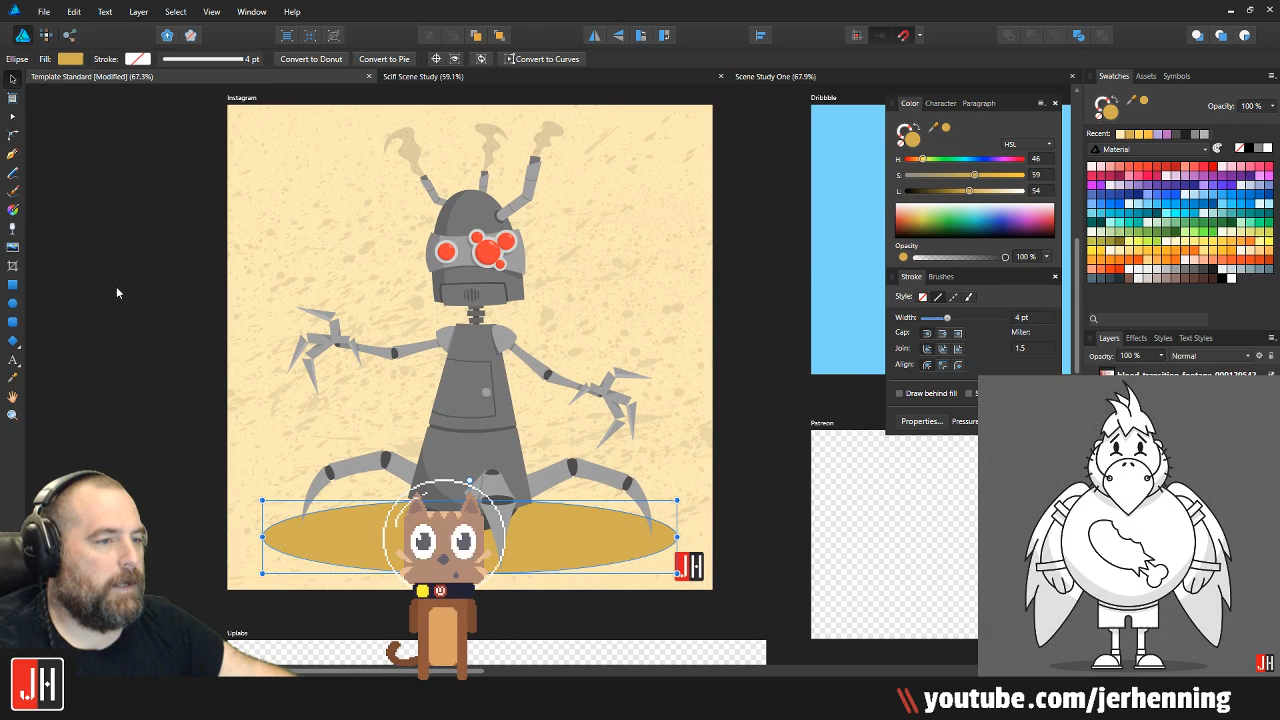 File Edit Text Layer Select View Window Help
Ellipse Fill: Stroke: 4 pt Convert to Donut Convert to Pie Convert to Curves
Template Standard [Modified] (67.3%) Scifi Scene Study (59.1%) Scene Study One (67.9%)
Swatches Assets Symbols
Instagram
Dribbble
Color Character Paragraph
Opacity: 100 %
Recent:
HSL
Material
H: 46
S: 59
L: 54
Opacity
100 %
Stroke Brushes
Style:
Width: 4 pt
Cap: Miter:
Join: 1.5
Align:
Layers Effects Styles Text Styles
Opacity: 100 % Normal
Draw behind fill
Properties... Pressure
Patreon
JH
Uplabs
JH
JH
\\ youtube.com/jerhenning